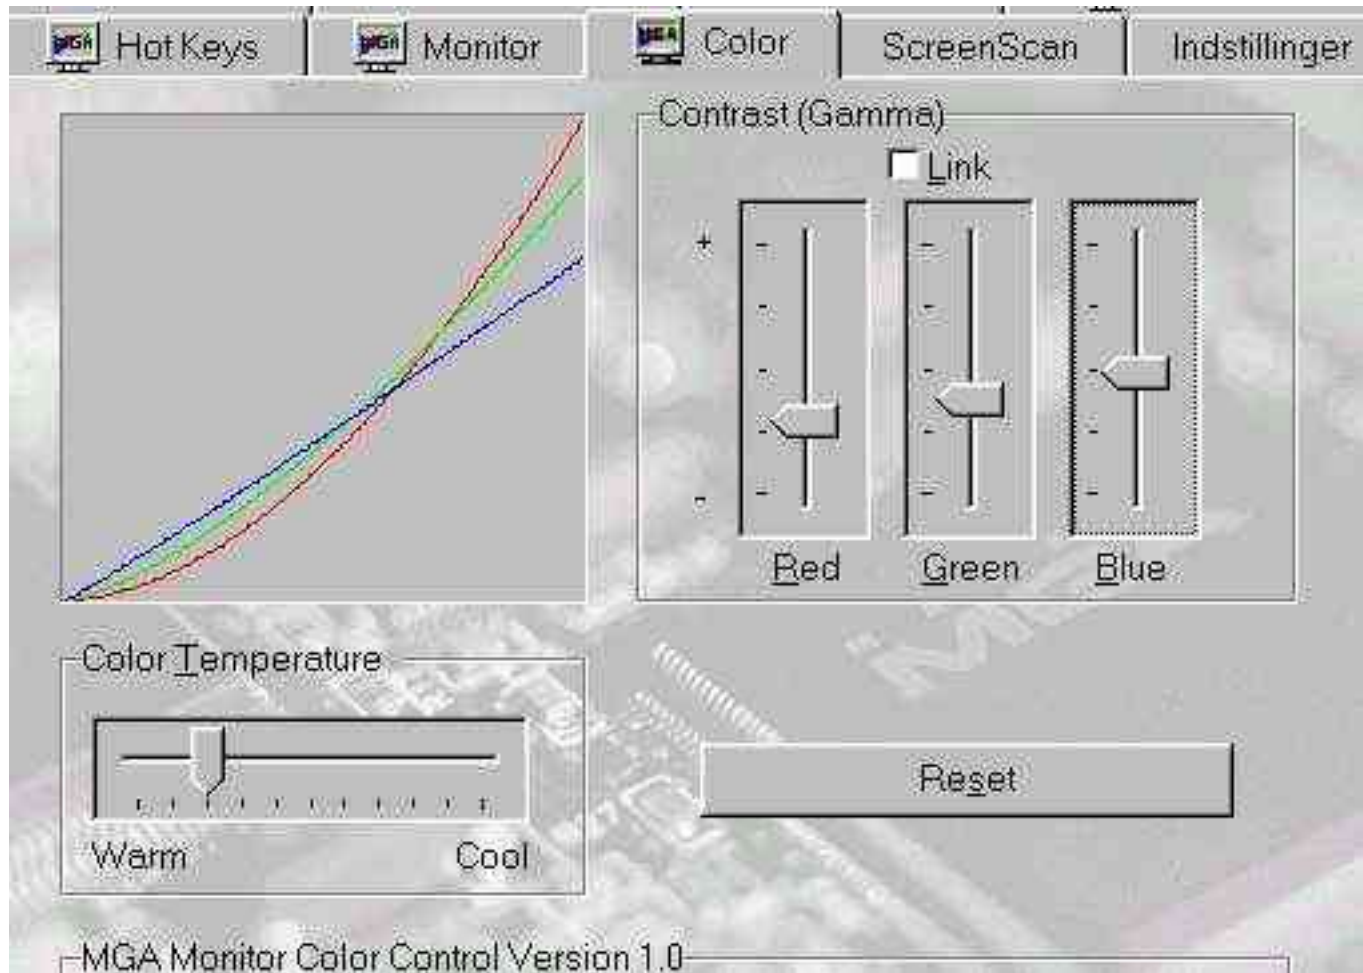 MGA Hot Keys MGA Monitor MGA Color ScreenScan Indstillinger
Contrast (Gamma)
Link
+
-
Red Green Blue
Color Temperature
Warm Cool
Reset
MGA Monitor Color Control Version 1.0